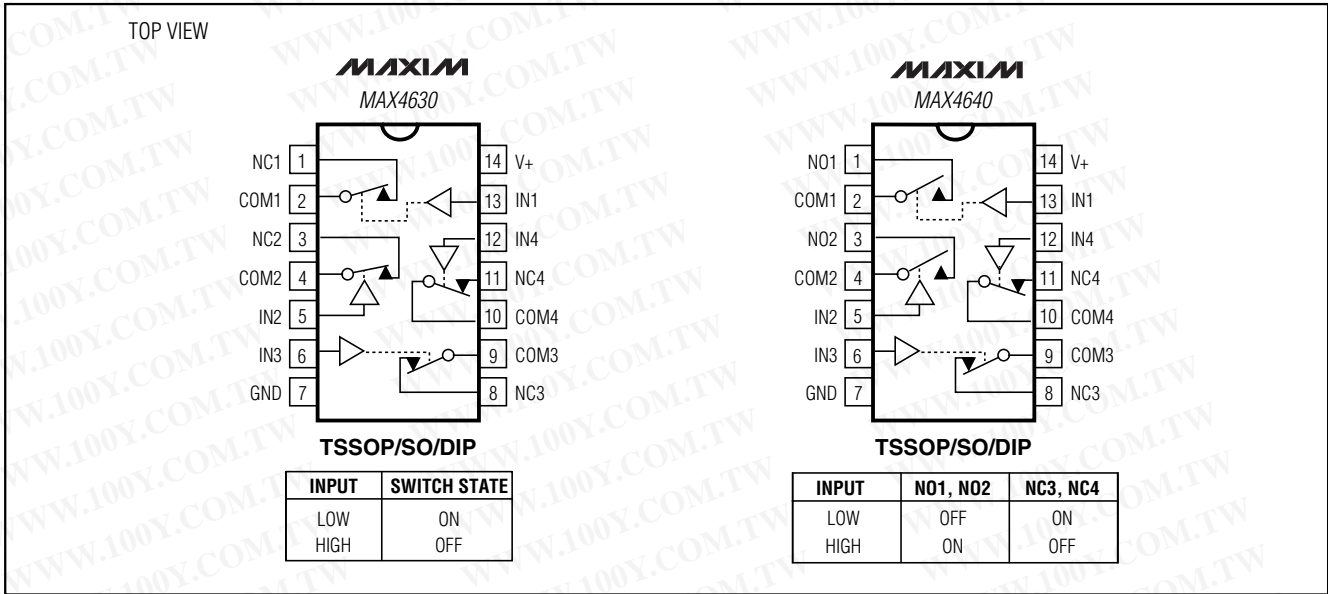 TOP VIEW
MAXIM
MAX4630
NC1 1
COM1 2
NC2 3
COM2 4
IN2 5
IN3 6
GND 7
14 V+
13 IN1
12 IN4
11 NC4
10 COM4
9 COM3
8 NC3
TSSOP/SO/DIP
INPUT SWITCH STATE
LOW ON
HIGH OFF
MAXIM
MAX4640
NO1 1
COM1 2
NO2 3
COM2 4
IN2 5
IN3 6
GND 7
14 V+
13 IN1
12 IN4
11 NC4
10 COM4
9 COM3
8 NC3
TSSOP/SO/DIP
INPUT NO1, NO2 NC3, NC4
LOW OFF ON
HIGH ON OFF
WWW.100Y.COM.TW